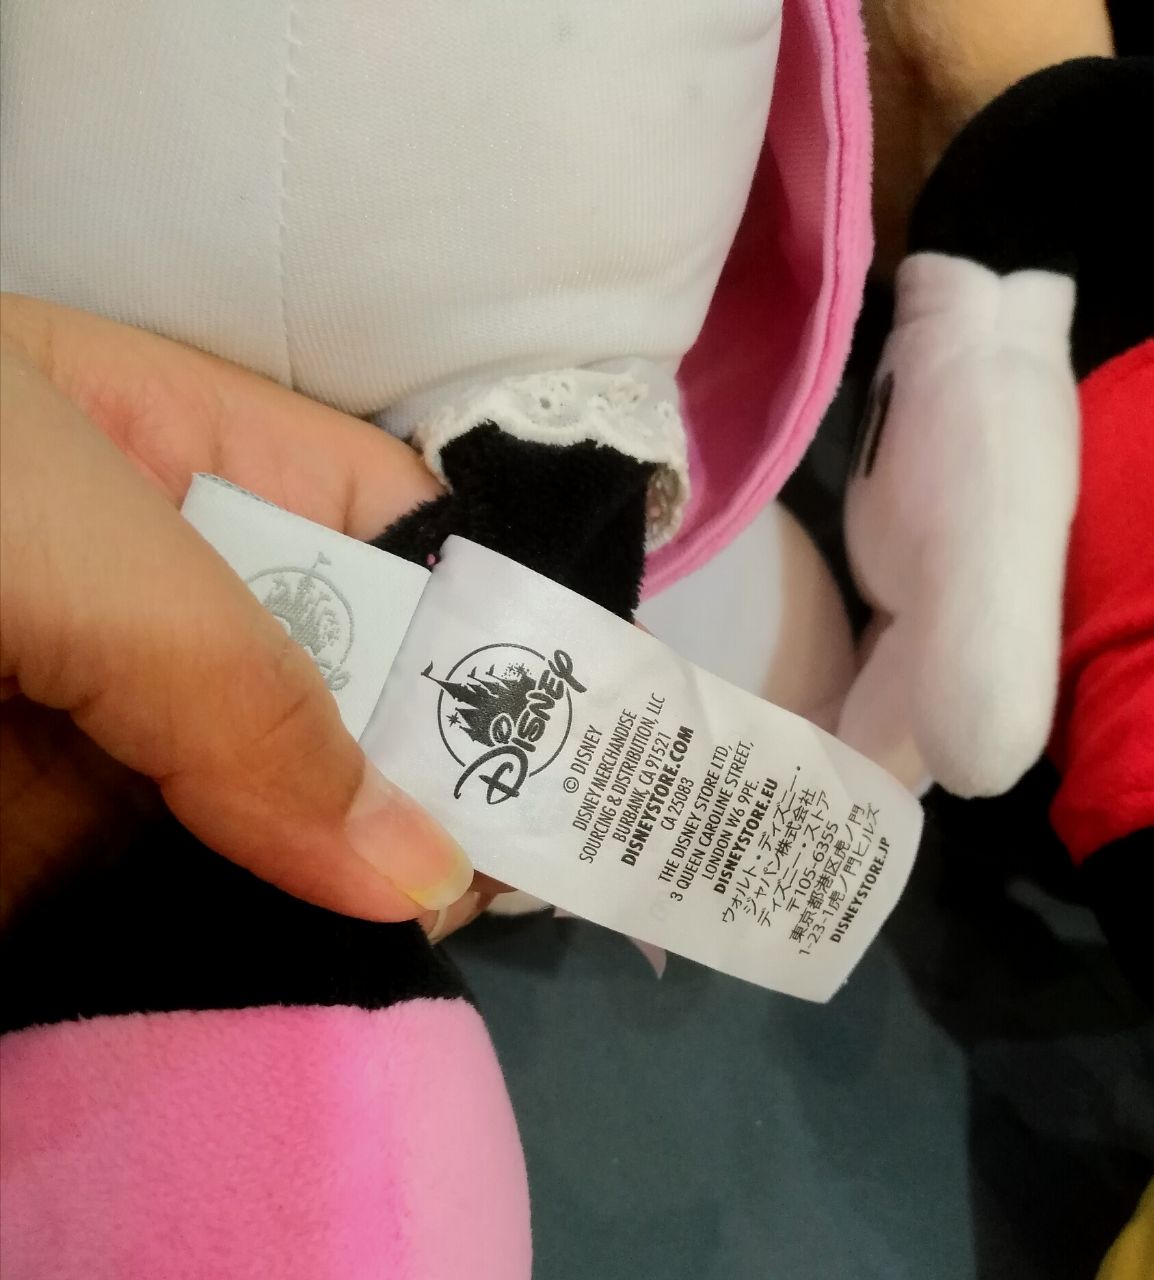 Disney
© DISNEY
DISNEY MERCHANDISE
SOURCING & DISTRIBUTION, LLC
BURBANK, CA 91521
DISNEYSTORE.COM
CA 25083
THE DISNEY STORE LTD,
3 QUEEN CAROLINE STREET,
LONDON W6 9PE.
DISNEYSTORE.EU
ウォルト・ディズニー・
ジャパン株式会社
ディズニー・ストア
〒105-6355
東京都港区虎ノ門
1-23-1虎ノ門ヒルズ
DISNEYSTORE.JP